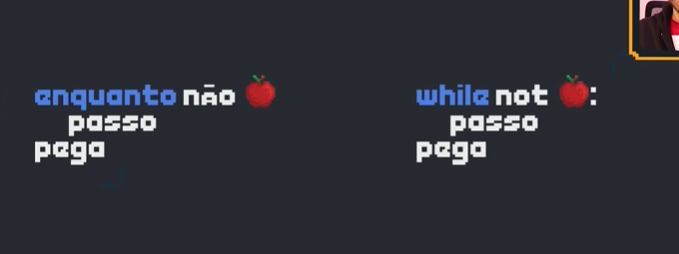 enquanto não 🍎
passo
pega
while not 🍎:
passo
pega